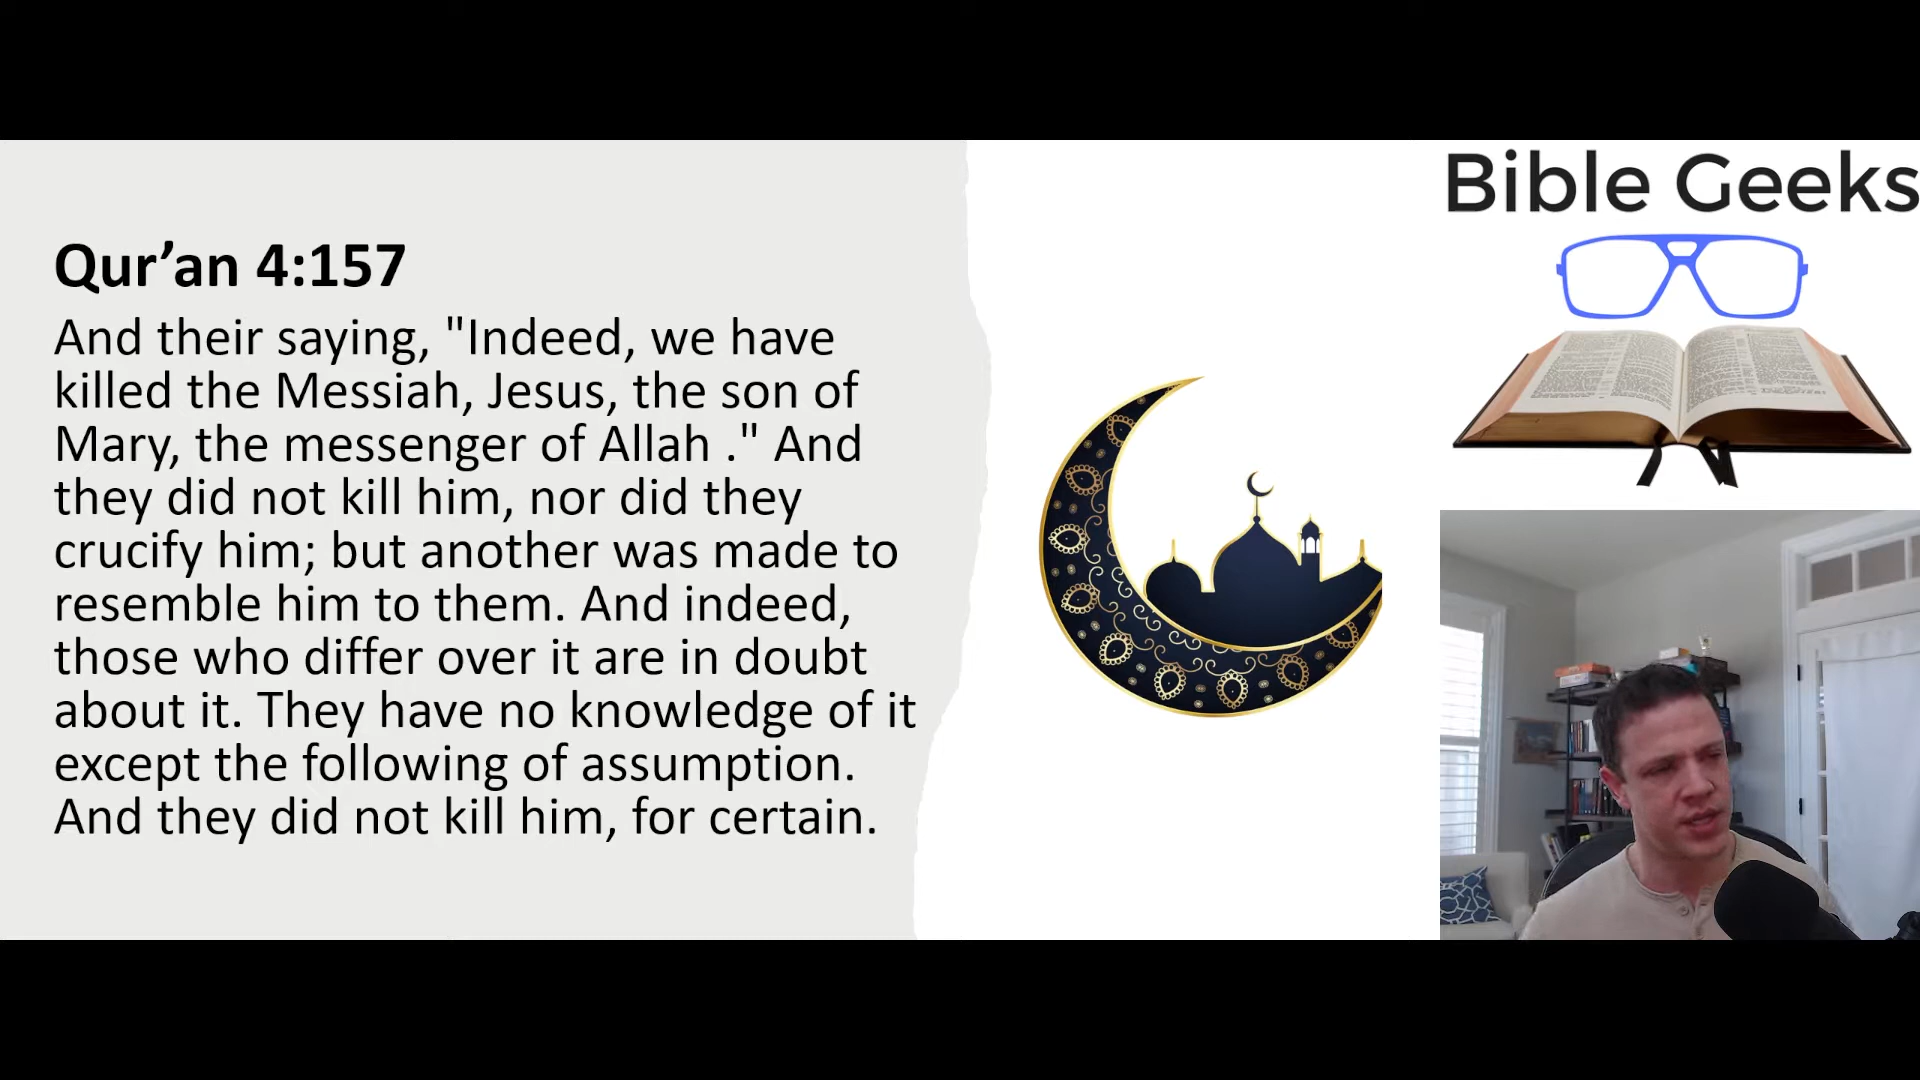 Bible Geeks
Qur’an 4:157
And their saying, "Indeed, we have
killed the Messiah, Jesus, the son of
Mary, the messenger of Allah ." And
they did not kill him, nor did they
crucify him; but another was made to
resemble him to them. And indeed,
those who differ over it are in doubt
about it. They have no knowledge of it
except the following of assumption.
And they did not kill him, for certain.